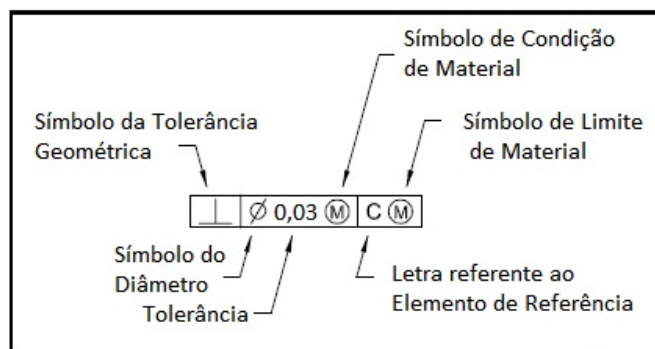 Símbolo de Condição
de Material
Símbolo da Tolerância
Geométrica
Símbolo de Limite
de Material
⊥ Ø 0,03 Ⓜ C Ⓜ
Símbolo do
Diâmetro
Tolerância
Letra referente ao
Elemento de Referência